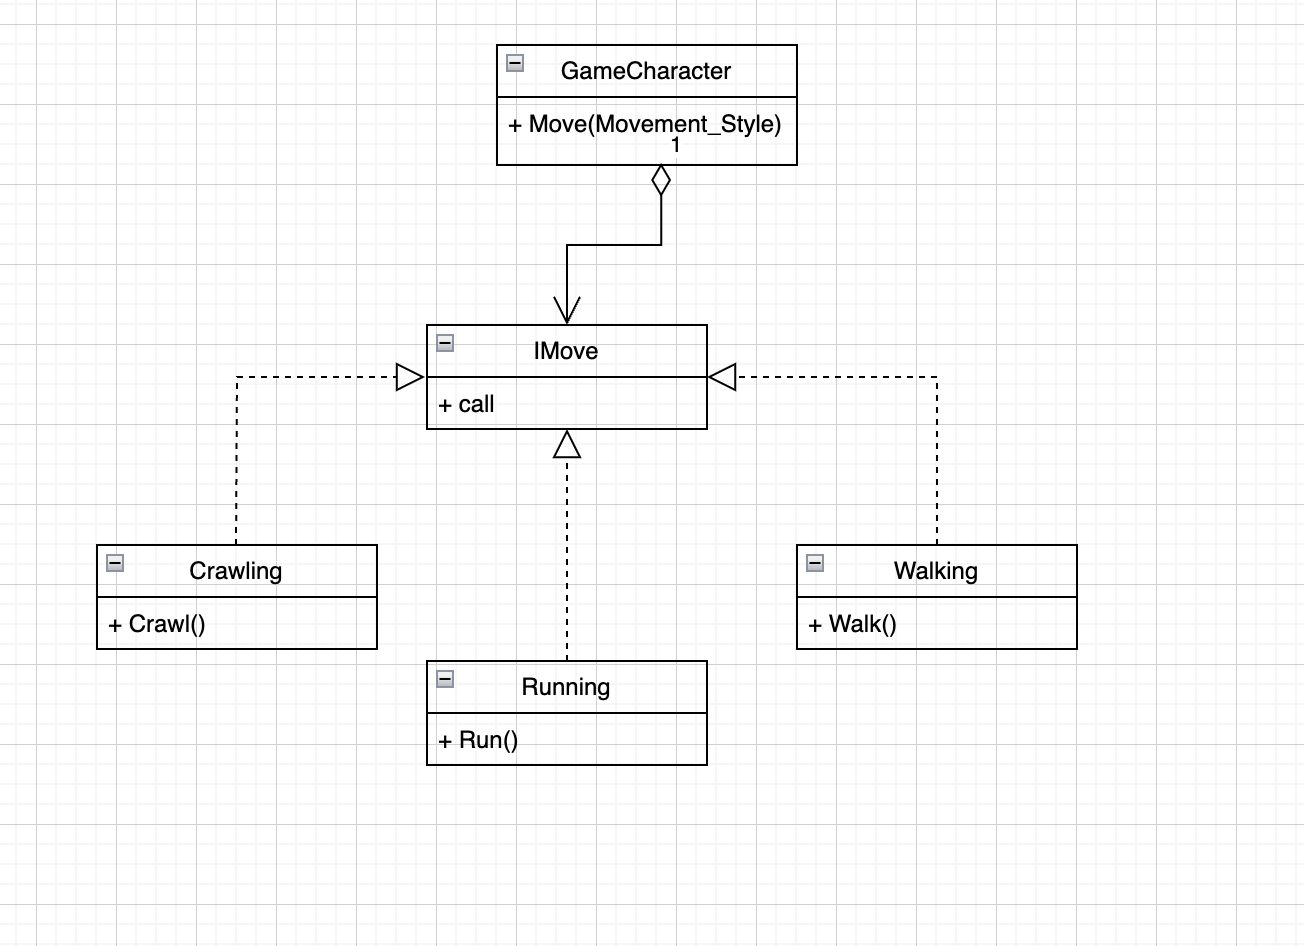 GameCharacter
+ Move(Movement_Style)
1
IMove
+ call
Crawling
+ Crawl()
Walking
+ Walk()
Running
+ Run()